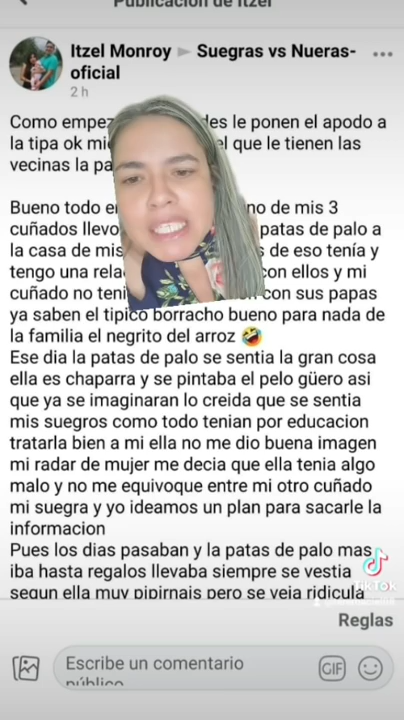 Publicación de Itzel
Itzel Monroy ► Suegras vs Nueras-
oficial
2 h
Como empez des le ponen el apodo a
la tipa ok mi el que le tienen las
vecinas la pa
Bueno todo e no de mis 3
cuñados llevo patas de palo a
la casa de mis de eso tenía y
tengo una rela con ellos y mi
cuñado no teni con sus papas
ya saben el tipico borracho bueno para nada de
la familia el negrito del arroz 🤣
Ese dia la patas de palo se sentia la gran cosa
ella es chaparra y se pintaba el pelo güero asi
que ya se imaginaran lo creida que se sentia
mis suegros como todo tenian por educacion
tratarla bien a mi ella no me dio buena imagen
mi radar de mujer me decia que ella tenia algo
malo y no me equivoque entre mi otro cuñado
mi suegra y yo ideamos un plan para sacarle la
informacion
Pues los dias pasaban y la patas de palo mas
iba hasta regalos llevaba siempre se vestia
segun ella muy pipirnais pero se veia ridicula
TikTok
Reglas
Escribe un comentario
público
GIF